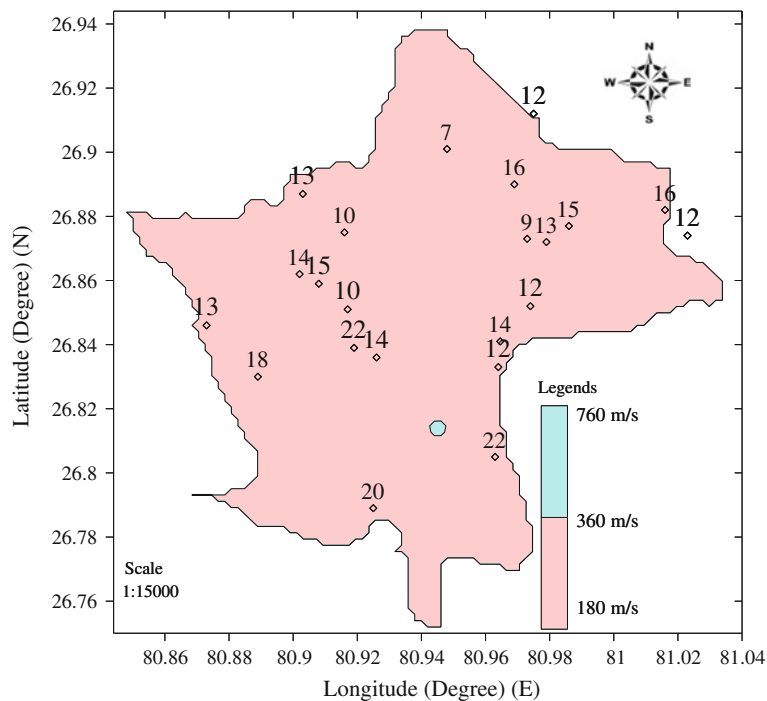 26.94
26.92
26.9
26.88
26.86
26.84
26.82
26.8
26.78
26.76
Latitude (Degree) (N)
N
W E
S
12
7
16
13
10
16
12
15
9 13
14 15
10
12
13
22 14
14
12
18
22
20
Legends
760 m/s
360 m/s
180 m/s
Scale
1:15000
80.86 80.88 80.9 80.92 80.94 80.96 80.98 81 81.02 81.04
Longitude (Degree) (E)